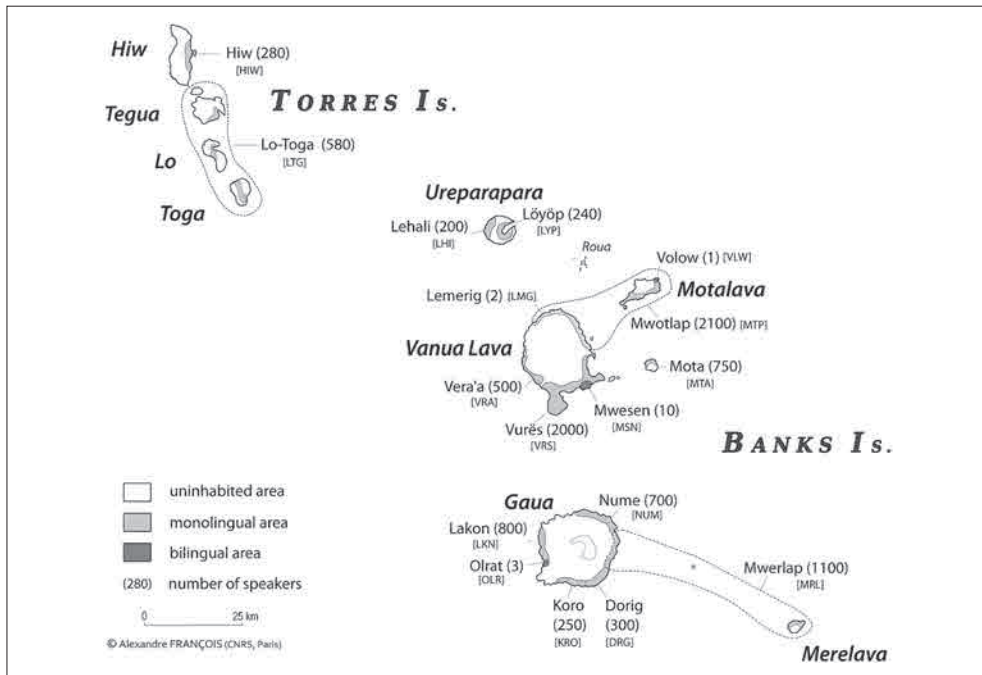 Hiw
Hiw (280)
[HIW]
TORRES IS.
Tegua
Lo-Toga (580)
[LTG]
Lo
Toga
Ureparapara
Löyöp (240)
[LYP]
Lehali (200)
[LHI]
Roua
Volow (1) [VLW]
Motalava
Lemerig (2) [LMG]
Mwotlap (2100) [MTP]
Vanua Lava
Mota (750)
[MTA]
Vera'a (500)
[VRA]
Mwesen (10)
[MSN]
Vurës (2000)
[VRS]
BANKS IS.
uninhabited area
monolingual area
bilingual area
(280) number of speakers
0 25 km
© Alexandre FRANÇOIS (CNRS, Paris)
Gaua
Nume (700)
[NUM]
Lakon (800)
[LKN]
Olrat (3)
[OLR]
Mwerlap (1100)
[MRL]
Koro
(250)
[KRO]
Dorig
(300)
[DRG]
Merelava